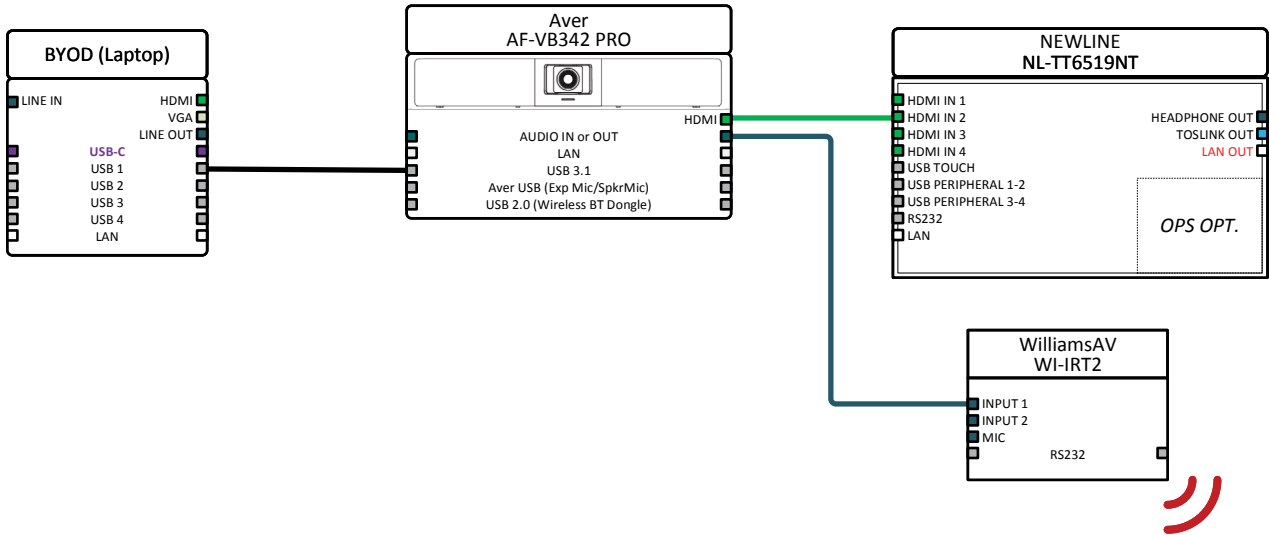 BYOD (Laptop)
LINE IN
HDMI
VGA
LINE OUT
USB-C
USB 1
USB 2
USB 3
USB 4
LAN
Aver
AF-VB342 PRO
HDMI
AUDIO IN or OUT
LAN
USB 3.1
Aver USB (Exp Mic/SpkrMic)
USB 2.0 (Wireless BT Dongle)
NEWLINE
NL-TT6519NT
HDMI IN 1
HDMI IN 2
HDMI IN 3
HDMI IN 4
USB TOUCH
USB PERIPHERAL 1-2
USB PERIPHERAL 3-4
RS232
LAN
HEADPHONE OUT
TOSLINK OUT
LAN OUT
OPS OPT.
WilliamsAV
WI-IRT2
INPUT 1
INPUT 2
MIC
RS232